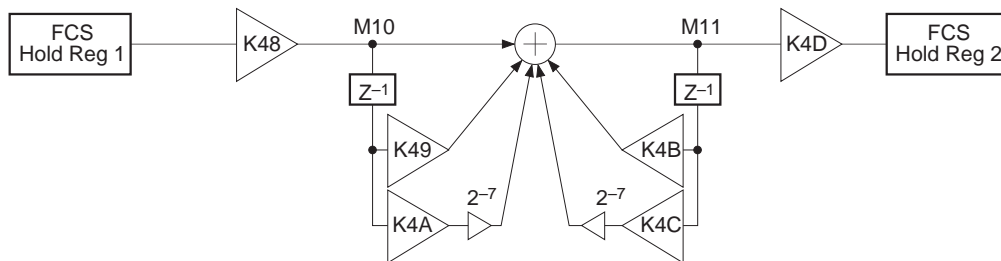 FCS
Hold Reg 1
K48
M10
M11
K4D
FCS
Hold Reg 2
Z–1
Z–1
K49
K4B
2–7
2–7
K4A
K4C